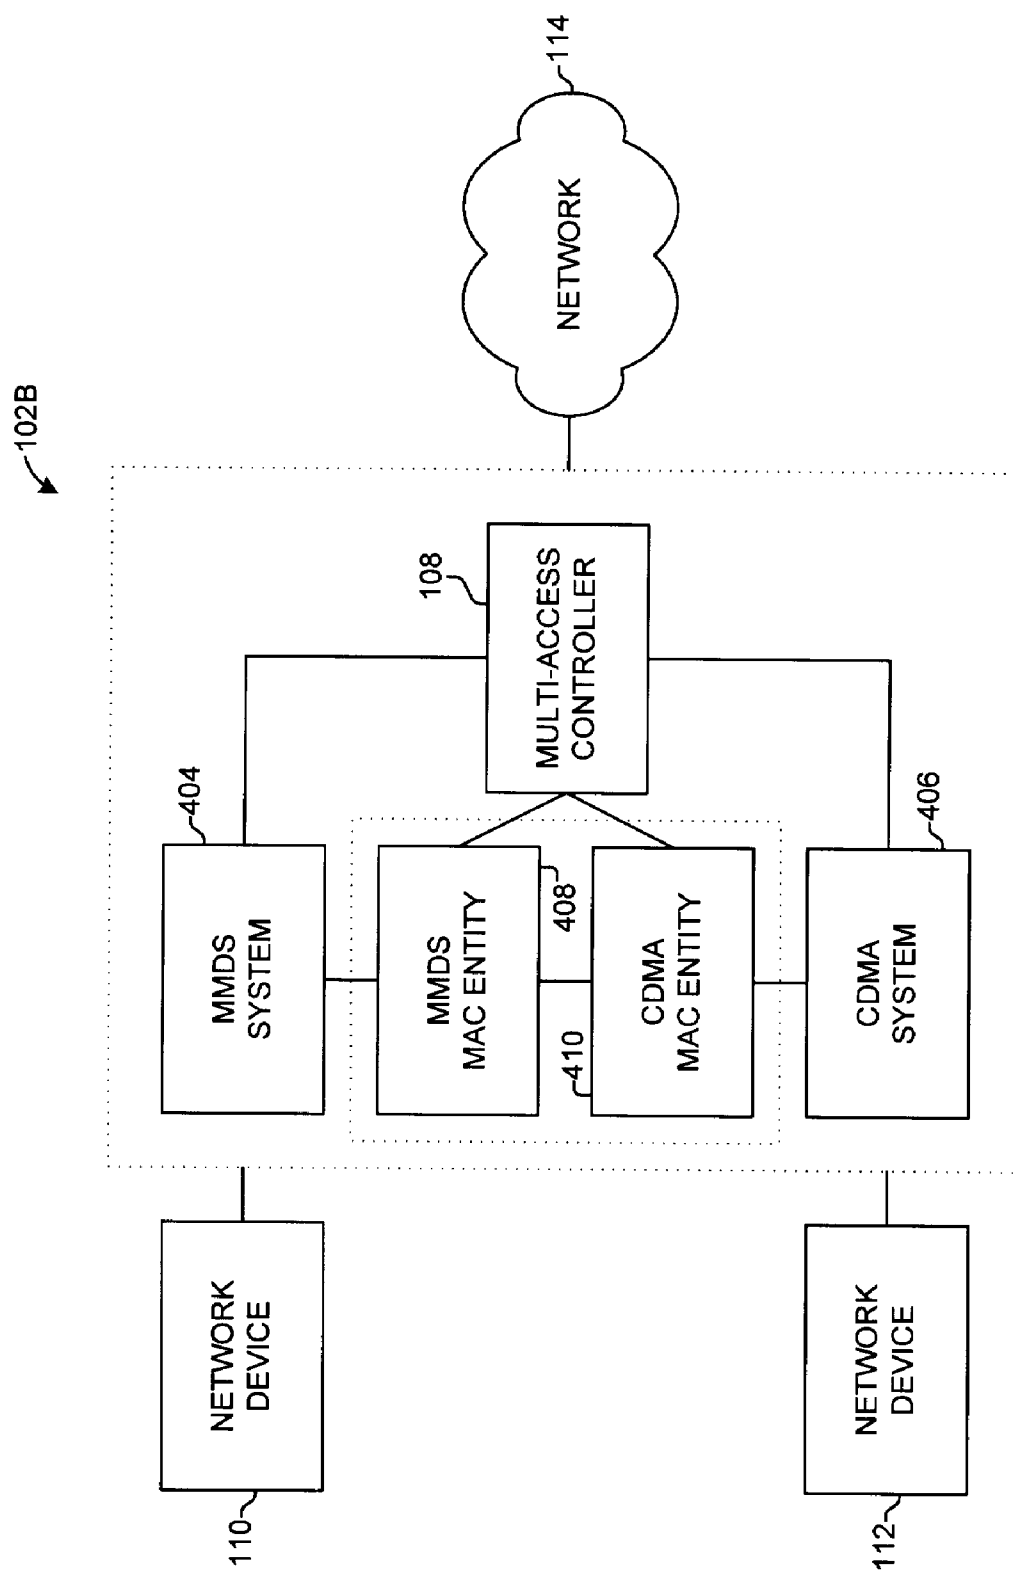 102B
110
NETWORK
DEVICE
404
MMDS
SYSTEM
MMDS
MAC ENTITY
408
108
MULTI-ACCESS
CONTROLLER
114
NETWORK
410
CDMA
MAC ENTITY
406
CDMA
SYSTEM
112
NETWORK
DEVICE